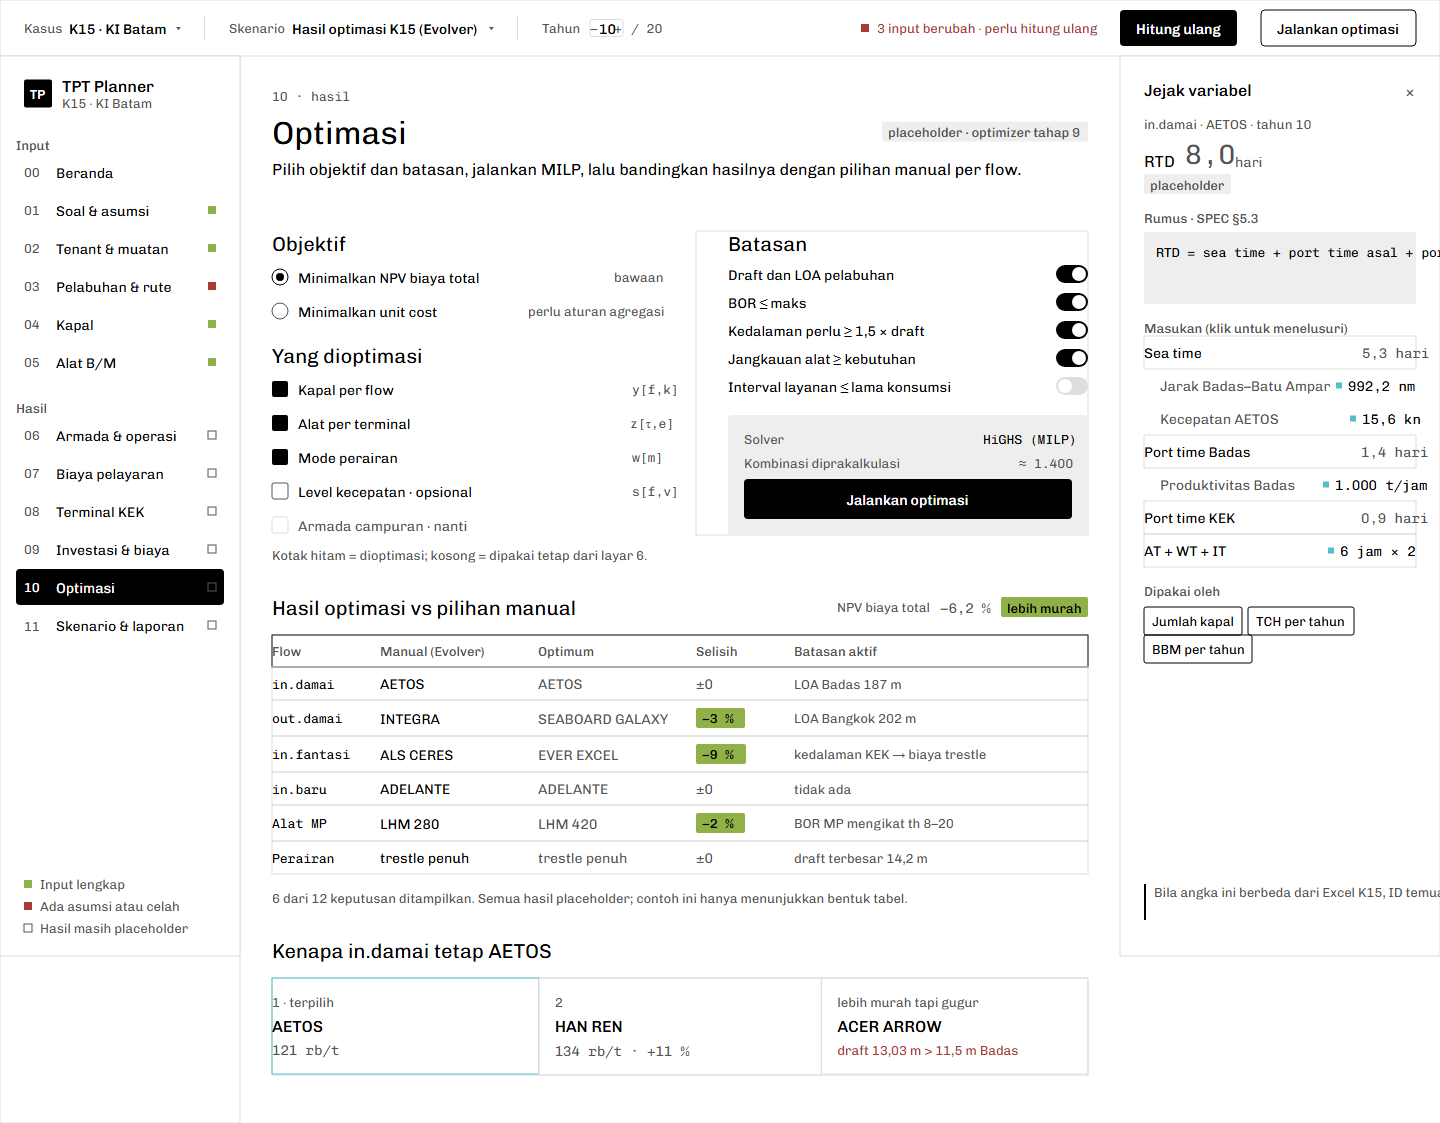 Kasus K15 · KI Batam
Skenario Hasil optimasi K15 (Evolver)
Tahun −10+ / 20
3 input berubah · perlu hitung ulang
Hitung ulang
Jalankan optimasi
TP
TPT Planner
K15 · KI Batam
Input
00 Beranda
01 Soal & asumsi
02 Tenant & muatan
03 Pelabuhan & rute
04 Kapal
05 Alat B/M
Hasil
06 Armada & operasi
07 Biaya pelayaran
08 Terminal KEK
09 Investasi & biaya
10 Optimasi
11 Skenario & laporan
Input lengkap
Ada asumsi atau celah
Hasil masih placeholder
10 · hasil
Optimasi
placeholder · optimizer tahap 9
Pilih objektif dan batasan, jalankan MILP, lalu bandingkan hasilnya dengan pilihan manual per flow.
Objektif
Minimalkan NPV biaya total bawaan
Minimalkan unit cost perlu aturan agregasi
Yang dioptimasi
Kapal per flow y[f,k]
Alat per terminal z[τ,e]
Mode perairan w[m]
Level kecepatan · opsional s[f,v]
Armada campuran · nanti
Kotak hitam = dioptimasi; kosong = dipakai tetap dari layar 6.
Batasan
Draft dan LOA pelabuhan
BOR ≤ maks
Kedalaman perlu ≥ 1,5 × draft
Jangkauan alat ≥ kebutuhan
Interval layanan ≤ lama konsumsi
Solver HiGHS (MILP)
Kombinasi diprakalkulasi ≈ 1.400
Jalankan optimasi
Hasil optimasi vs pilihan manual
NPV biaya total −6,2 % lebih murah
Flow Manual (Evolver) Optimum Selisih Batasan aktif
in.damai AETOS AETOS ±0 LOA Badas 187 m
out.damai INTEGRA SEABOARD GALAXY −3 % LOA Bangkok 202 m
in.fantasi ALS CERES EVER EXCEL −9 % kedalaman KEK → biaya trestle
in.baru ADELANTE ADELANTE ±0 tidak ada
Alat MP LHM 280 LHM 420 −2 % BOR MP mengikat th 8–20
Perairan trestle penuh trestle penuh ±0 draft terbesar 14,2 m
6 dari 12 keputusan ditampilkan. Semua hasil placeholder; contoh ini hanya menunjukkan bentuk tabel.
Kenapa in.damai tetap AETOS
1 · terpilih
AETOS
121 rb/t
2
HAN REN
134 rb/t · +11 %
lebih murah tapi gugur
ACER ARROW
draft 13,03 m > 11,5 m Badas
Jejak variabel ×
in.damai · AETOS · tahun 10
RTD 8,0hari
placeholder
Rumus · SPEC §5.3
RTD = sea time + port time asal + por
Masukan (klik untuk menelusuri)
Sea time 5,3 hari
Jarak Badas–Batu Ampar 992,2 nm
Kecepatan AETOS 15,6 kn
Port time Badas 1,4 hari
Produktivitas Badas 1.000 t/jam
Port time KEK 0,9 hari
AT + WT + IT 6 jam × 2
Dipakai oleh
Jumlah kapal
TCH per tahun
BBM per tahun
Bila angka ini berbeda dari Excel K15, ID temua